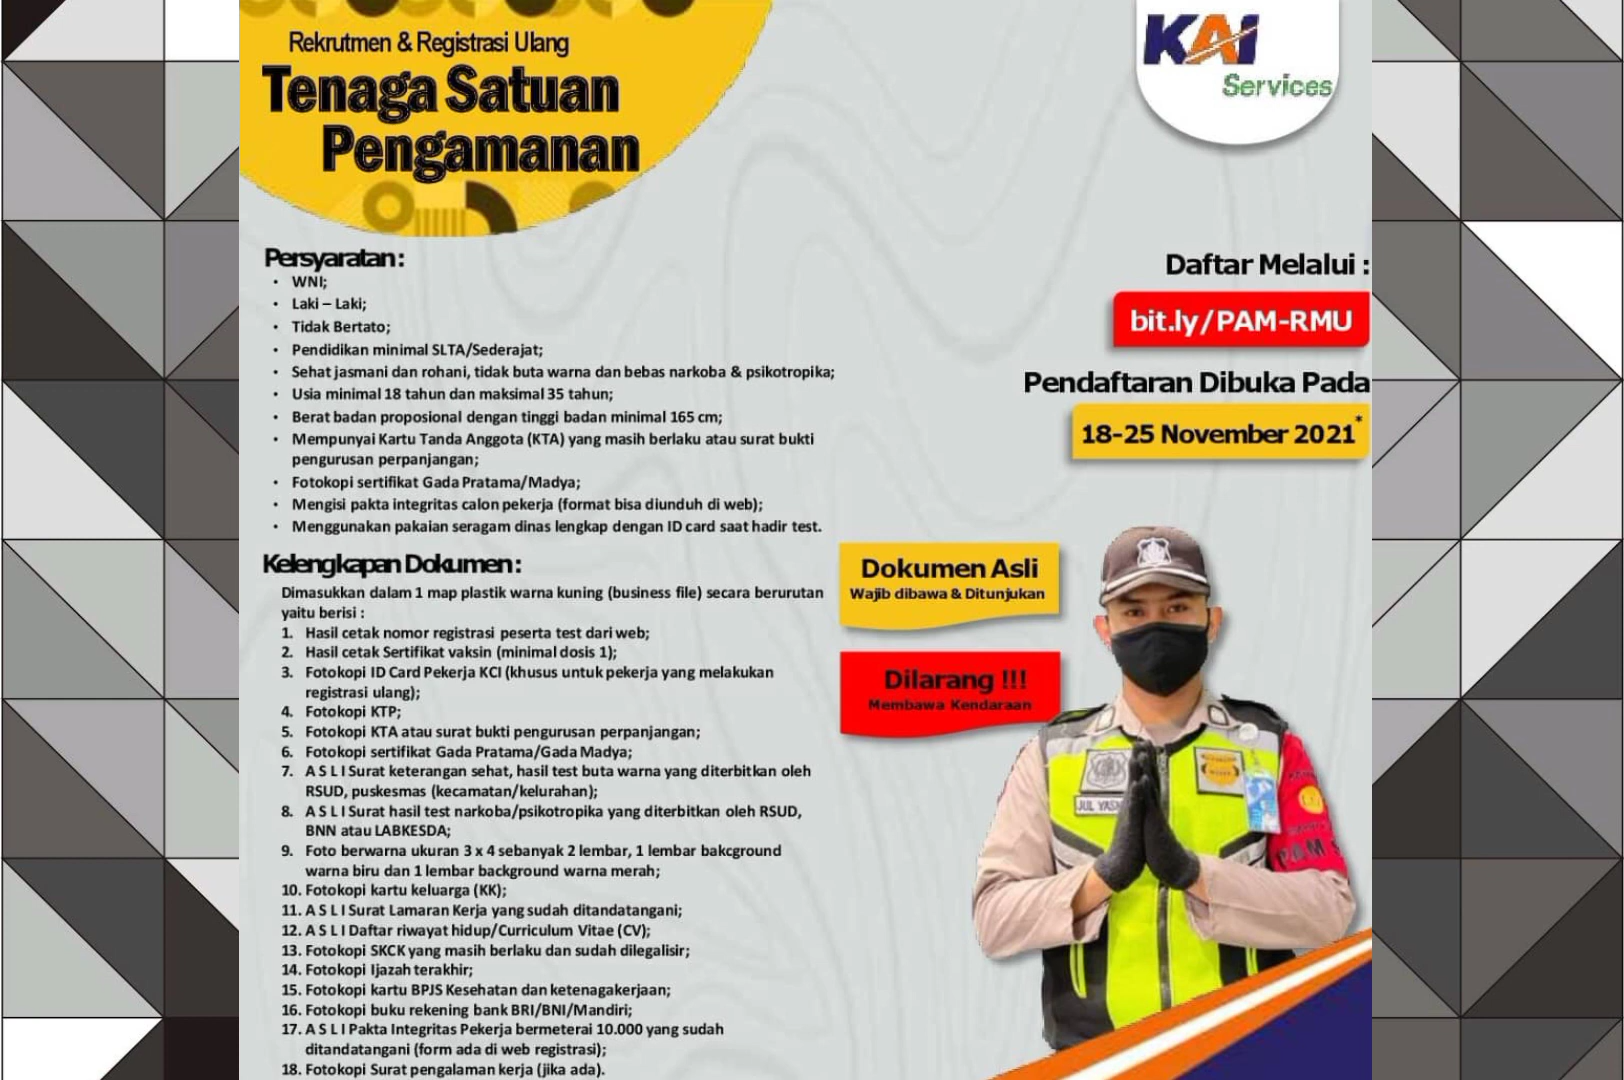 Rekrutmen & Registrasi Ulang
Tenaga Satuan
Pengamanan
KAI
Services
Persyaratan :
• WNI;
• Laki – Laki;
• Tidak Bertato;
• Pendidikan minimal SLTA/Sederajat;
• Sehat jasmani dan rohani, tidak buta warna dan bebas narkoba & psikotropika;
• Usia minimal 18 tahun dan maksimal 35 tahun;
• Berat badan proposional dengan tinggi badan minimal 165 cm;
• Mempunyai Kartu Tanda Anggota (KTA) yang masih berlaku atau surat bukti
pengurusan perpanjangan;
• Fotokopi sertifikat Gada Pratama/Madya;
• Mengisi pakta integritas calon pekerja (format bisa diunduh di web);
• Menggunakan pakaian seragam dinas lengkap dengan ID card saat hadir test.
Daftar Melalui :
bit.ly/PAM-RMU
Pendaftaran Dibuka Pada
18-25 November 2021*
Kelengkapan Dokumen :
Dimasukkan dalam 1 map plastik warna kuning (business file) secara berurutan
yaitu berisi :
1. Hasil cetak nomor registrasi peserta test dari web;
2. Hasil cetak Sertifikat vaksin (minimal dosis 1);
3. Fotokopi ID Card Pekerja KCI (khusus untuk pekerja yang melakukan
registrasi ulang);
4. Fotokopi KTP;
5. Fotokopi KTA atau surat bukti pengurusan perpanjangan;
6. Fotokopi sertifikat Gada Pratama/Gada Madya;
7. A S L I Surat keterangan sehat, hasil test buta warna yang diterbitkan oleh
RSUD, puskesmas (kecamatan/kelurahan);
8. A S L I Surat hasil test narkoba/psikotropika yang diterbitkan oleh RSUD,
BNN atau LABKESDA;
9. Foto berwarna ukuran 3 x 4 sebanyak 2 lembar, 1 lembar bakcground
warna biru dan 1 lembar background warna merah;
10. Fotokopi kartu keluarga (KK);
11. A S L I Surat Lamaran Kerja yang sudah ditandatangani;
12. A S L I Daftar riwayat hidup/Curriculum Vitae (CV);
13. Fotokopi SKCK yang masih berlaku dan sudah dilegalisir;
14. Fotokopi Ijazah terakhir;
15. Fotokopi kartu BPJS Kesehatan dan ketenagakerjaan;
16. Fotokopi buku rekening bank BRI/BNI/Mandiri;
17. A S L I Pakta Integritas Pekerja bermeterai 10.000 yang sudah
ditandatangani (form ada di web registrasi);
18. Fotokopi Surat pengalaman kerja (jika ada).
Dokumen Asli
Wajib dibawa & Ditunjukan
Dilarang !!!
Membawa Kendaraan
JUL
PAM